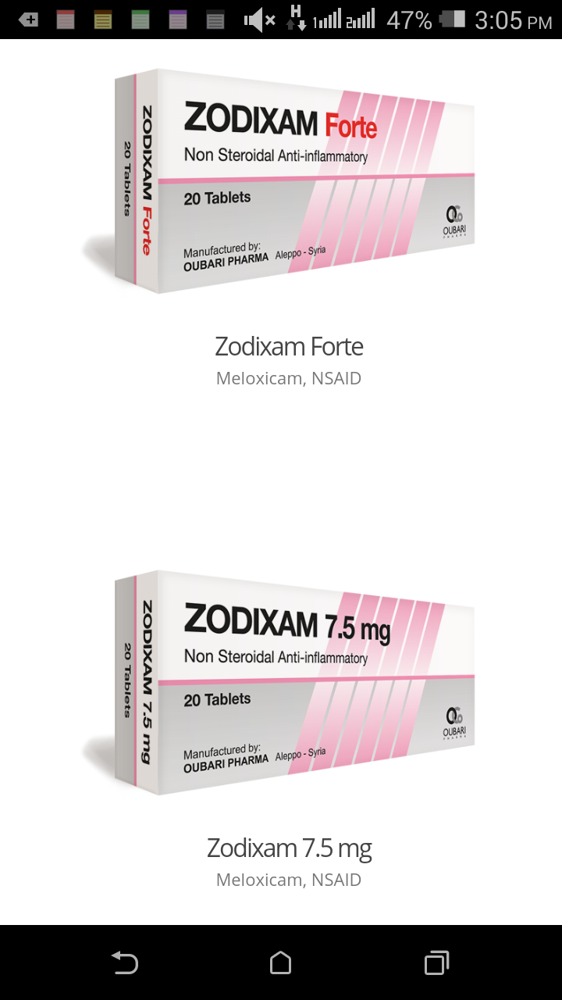 47% 3:05 PM
ZODIXAM Forte
Non Steroidal Anti-inflammatory
20 Tablets
Manufactured by:
OUBARI PHARMA Aleppo - Syria
OUBARI
PHARMA
ZODIXAM Forte
20 Tablets
Zodixam Forte
Meloxicam, NSAID
ZODIXAM 7.5 mg
Non Steroidal Anti-inflammatory
20 Tablets
Manufactured by:
OUBARI PHARMA Aleppo - Syria
OUBARI
PHARMA
ZODIXAM 7.5 mg
20 Tablets
Zodixam 7.5 mg
Meloxicam, NSAID